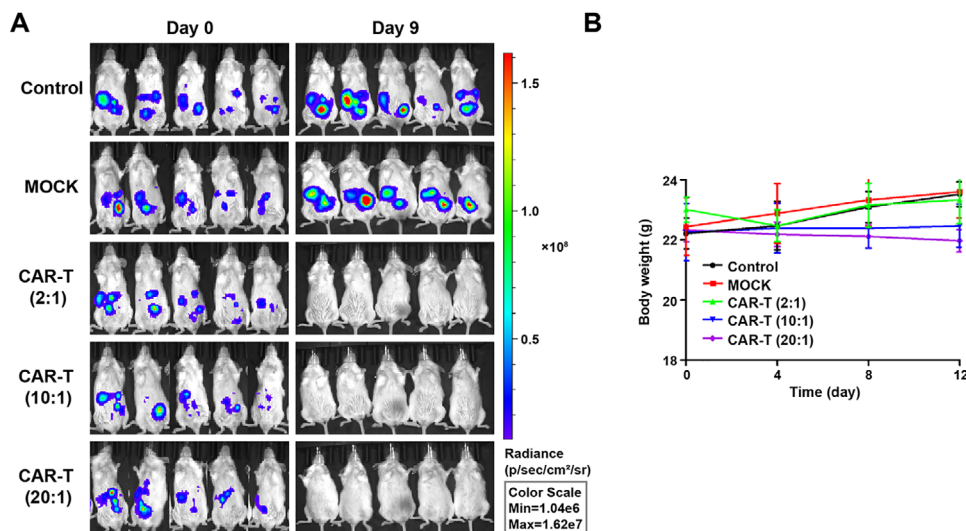 A
Day 0
Day 9
Control
MOCK
CAR-T
(2:1)
CAR-T
(10:1)
CAR-T
(20:1)
1.5
1.0
×10⁸
0.5
Radiance
(p/sec/cm²/sr)
Color Scale
Min=1.04e6
Max=1.62e7
B
Body weight (g)
24
22
20
18
0
4
8
12
Time (day)
Control
MOCK
CAR-T (2:1)
CAR-T (10:1)
CAR-T (20:1)